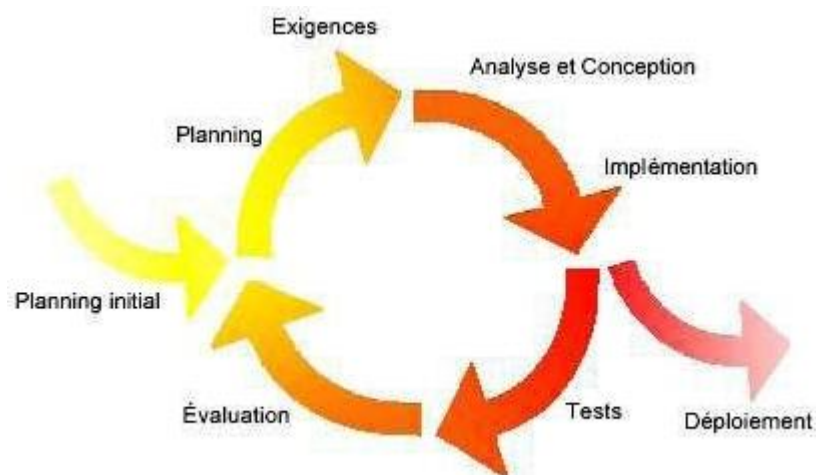 Exigences
Analyse et Conception
Planning
Implémentation
Planning initial
Évaluation
Tests
Déploiement